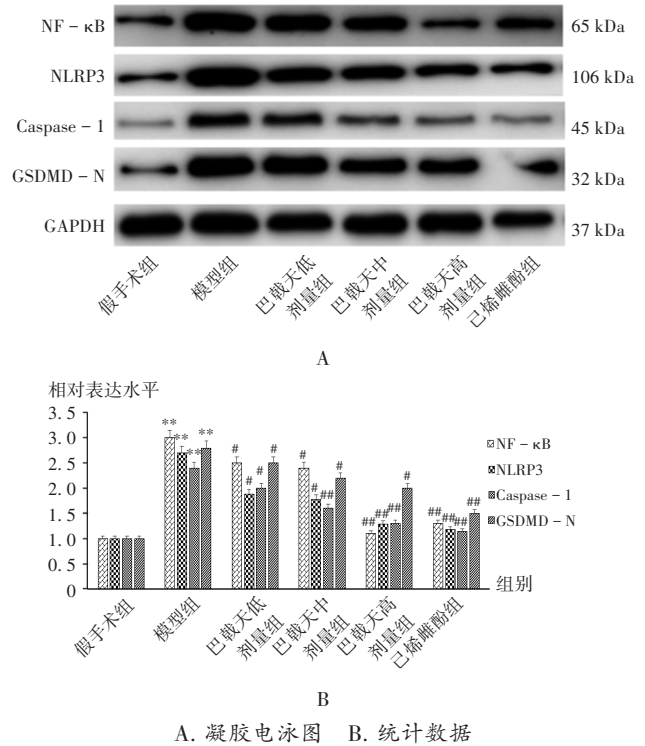 NF－κB 65 kDa
NLRP3 106 kDa
Caspase－1 45 kDa
GSDMD－N 32 kDa
GAPDH 37 kDa
假手术组
模型组
巴戟天低
剂量组
巴戟天中
剂量组
巴戟天高
剂量组
己烯雌酚组
A
相对表达水平
3.5
3.0
2.5
2.0
1.5
1.0
0.5
0
** ** ** **
# # # #
# # ## #
## ## ## #
## ## ## ##
NF－κB
NLRP3
Caspase－1
GSDMD－N
组别
假手术组
模型组
巴戟天低
剂量组
巴戟天中
剂量组
巴戟天高
剂量组
己烯雌酚组
B
A. 凝胶电泳图 B. 统计数据